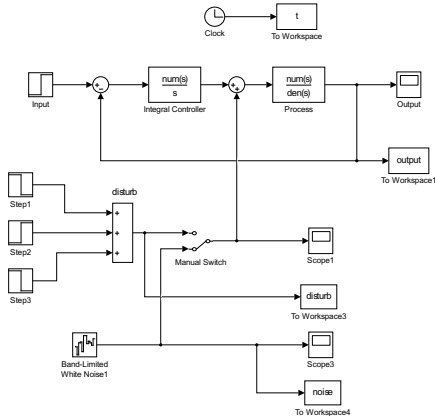 t
Clock
To Workspace
num(s)
s
num(s)
den(s)
Input
Integral Controller
Process
Output
output
To Workspace1
disturb
Step1
Step2
Step3
Manual Switch
Scope1
disturb
To Workspace3
Band-Limited
White Noise1
Scope3
noise
To Workspace4